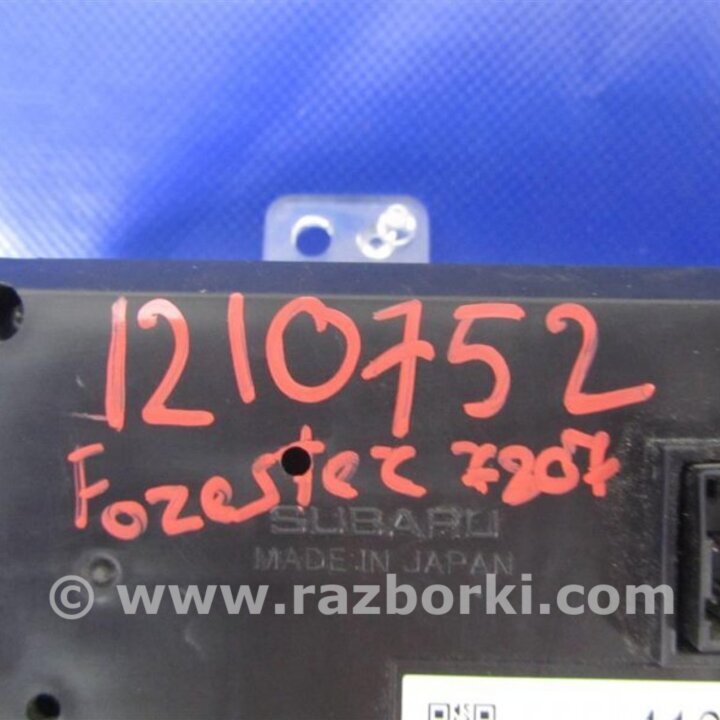 1210752
Forester 7207
SUBARU
MADE IN JAPAN
© www.razborki.com